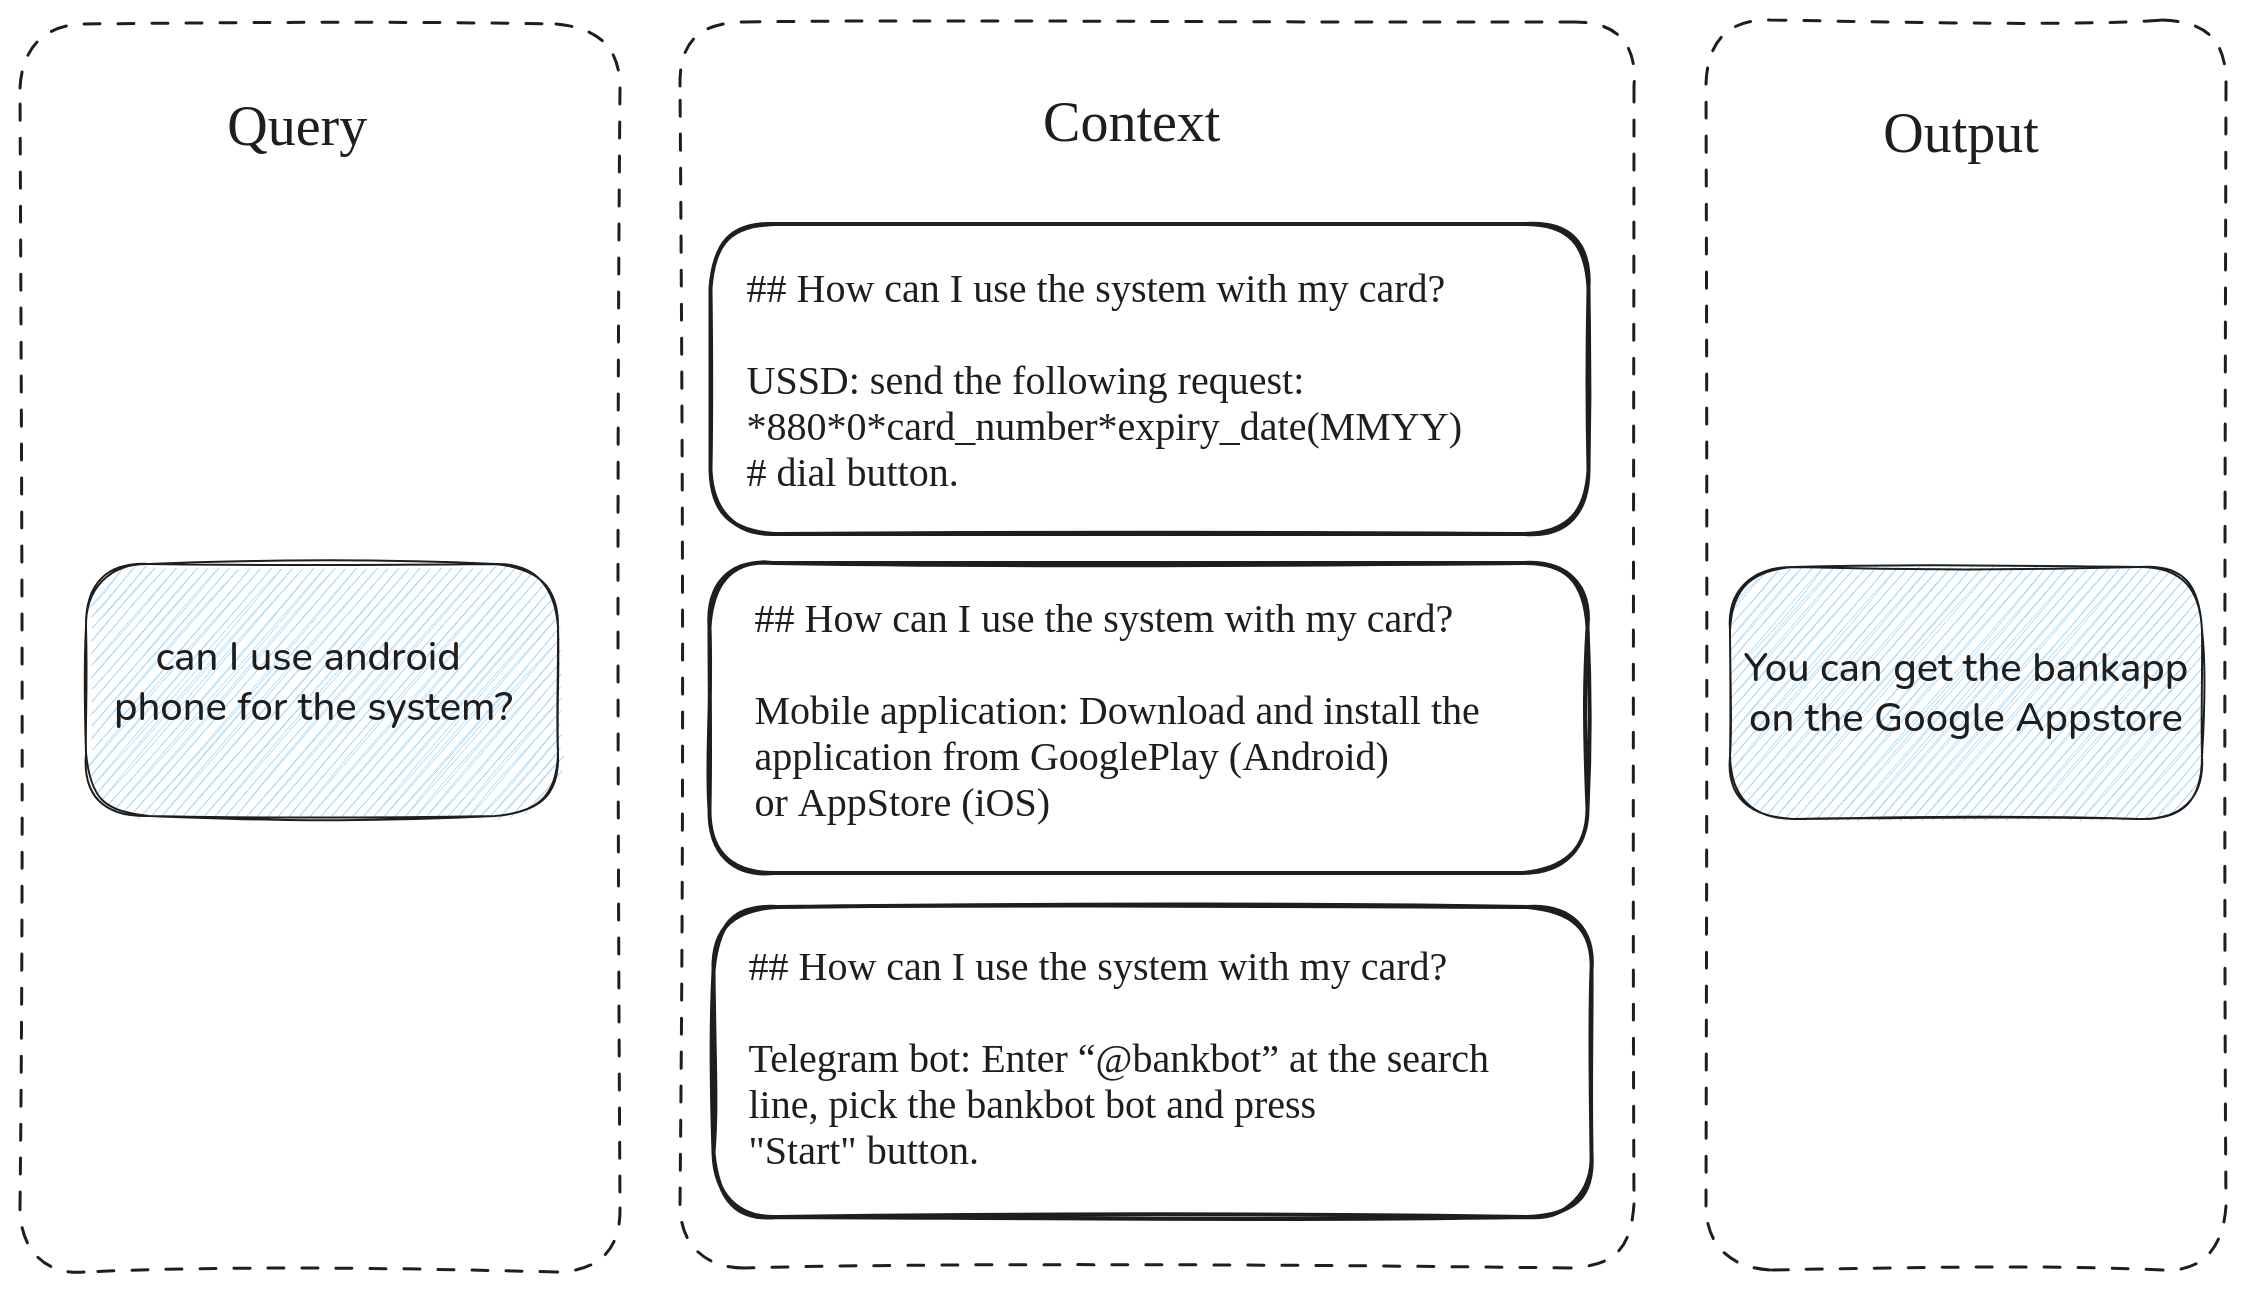 Query
can I use android
phone for the system?
Context
## How can I use the system with my card?
USSD: send the following request:
*880*0*card_number*expiry_date(MMYY)
# dial button.
## How can I use the system with my card?
Mobile application: Download and install the
application from GooglePlay (Android)
or AppStore (iOS)
## How can I use the system with my card?
Telegram bot: Enter “@bankbot” at the search
line, pick the bankbot bot and press
"Start" button.
Output
You can get the bankapp
on the Google Appstore